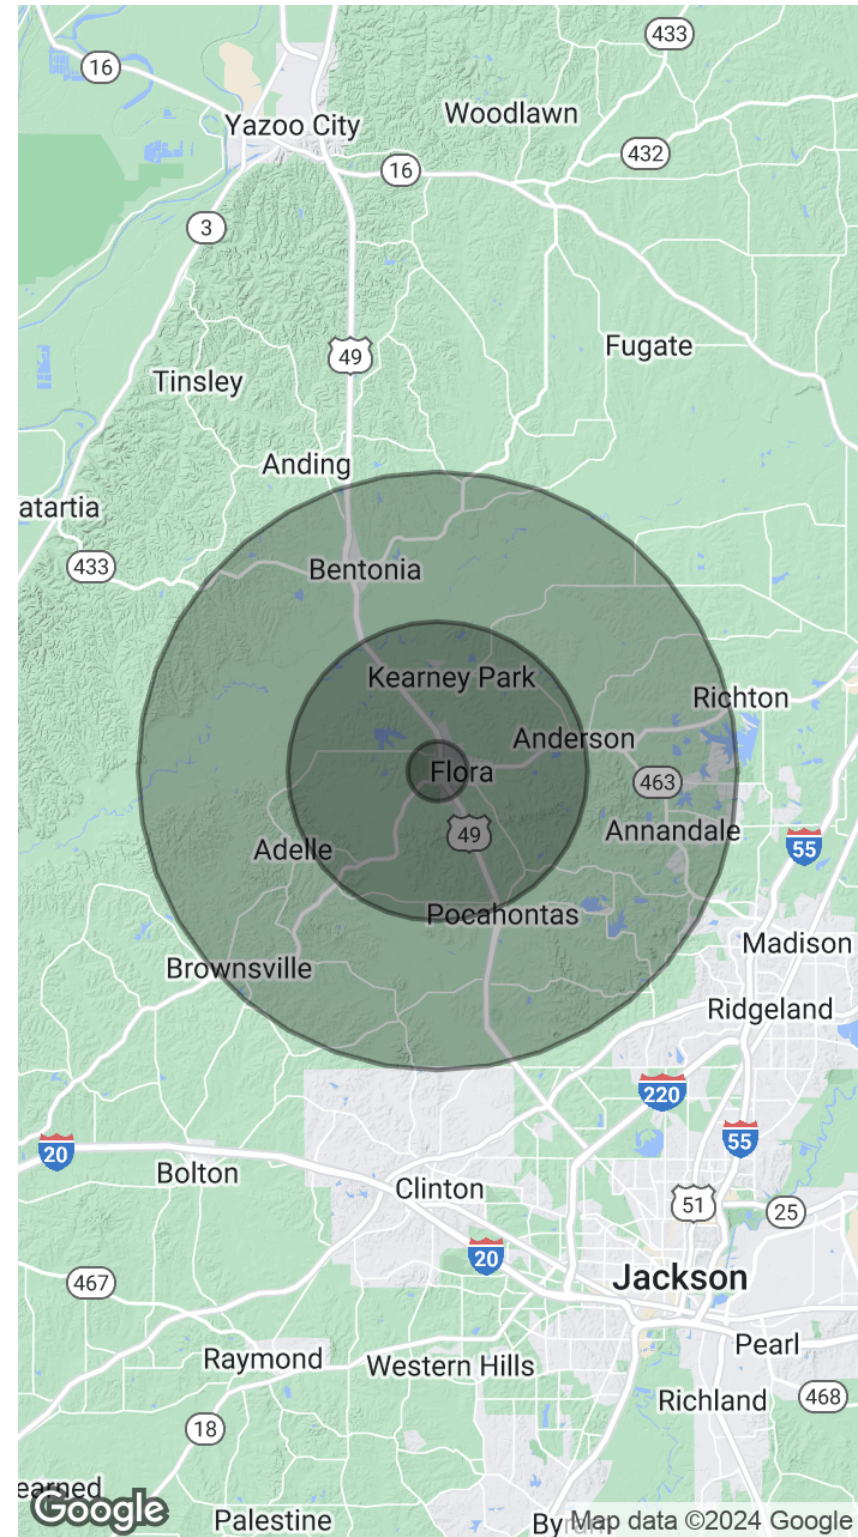 433
16
Yazoo City
Woodlawn
432
16
3
49
Fugate
Tinsley
Anding
atartia
433
Bentonia
Kearney Park
Richton
Anderson
Flora
463
49
Annandale
55
Adelle
Pocahontas
Madison
Brownsville
Ridgeland
220
55
20
Bolton
Clinton
51
25
20
Jackson
467
Pearl
Raymond
Western Hills
Richland
468
18
earned
Google
Palestine
By
Map data ©2024 Google